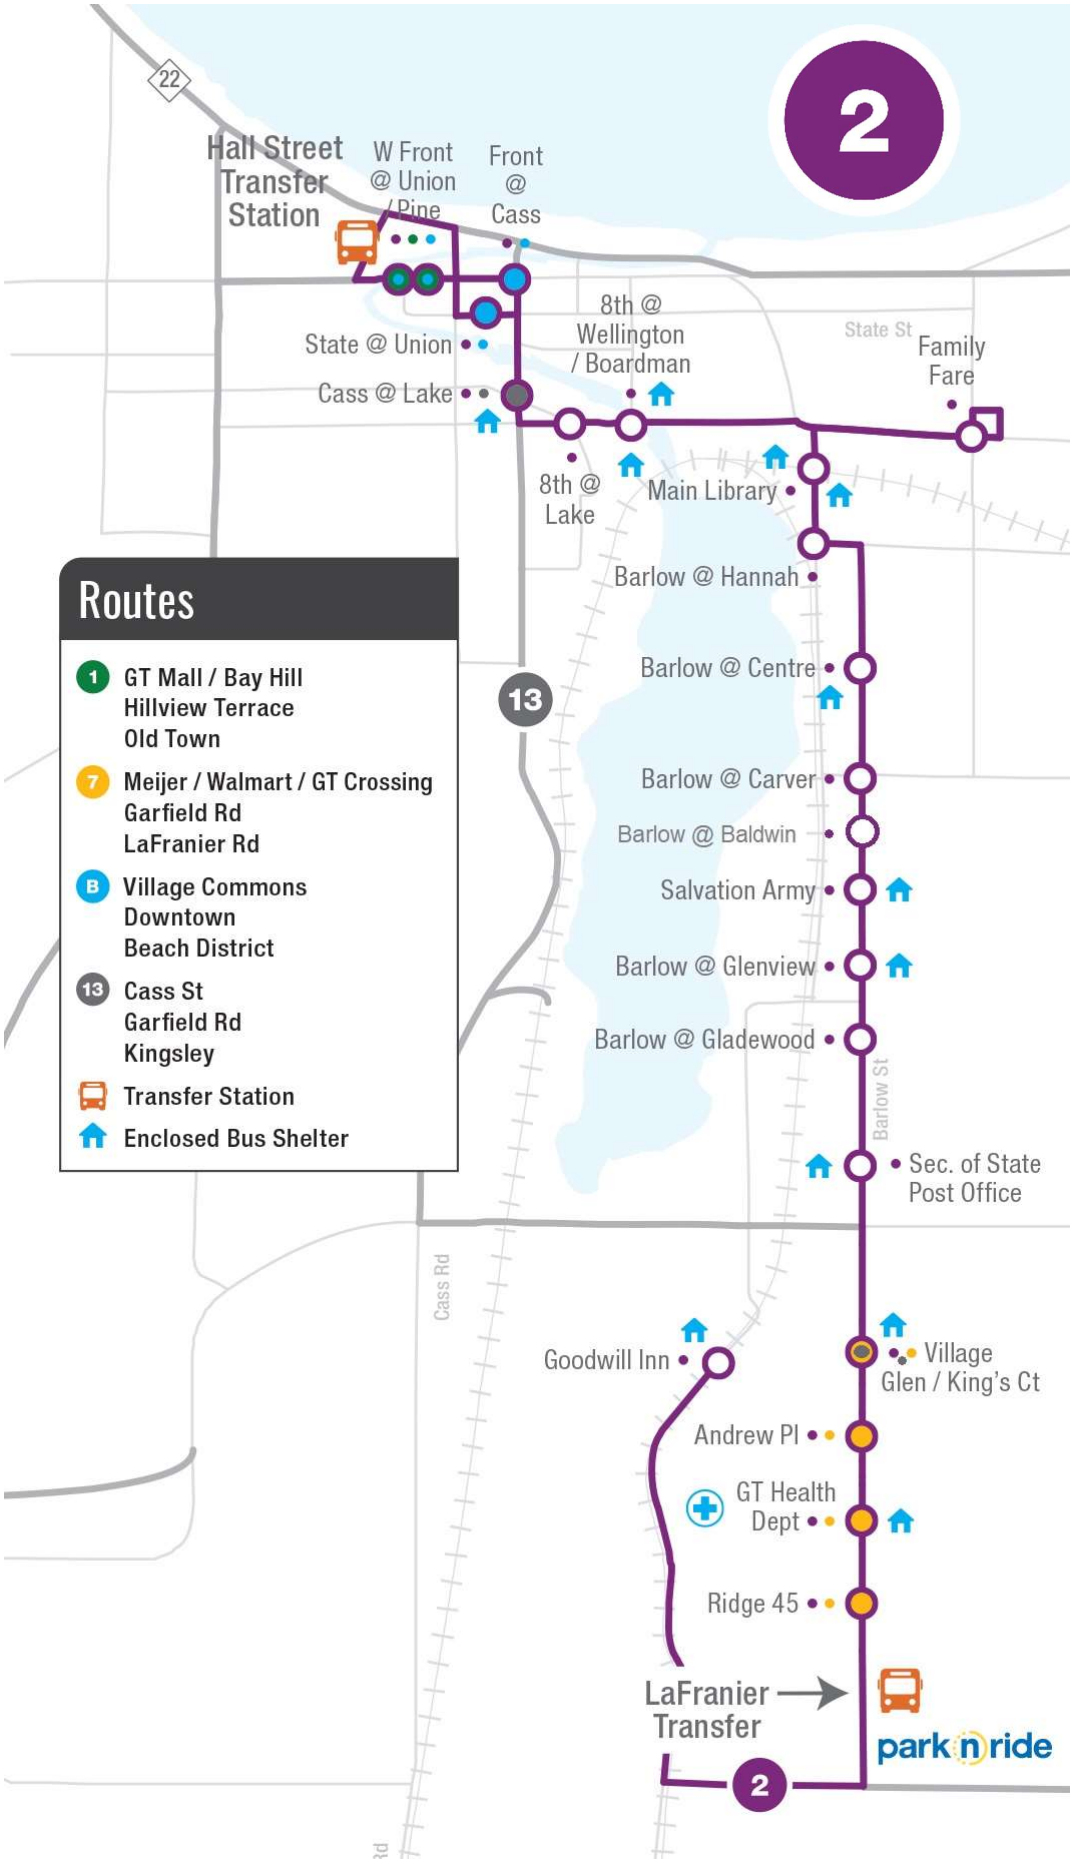 2
22
Hall Street
Transfer
Station
W Front
@ Union
/ Pine
Front
@
Cass
State @ Union
Cass @ Lake
8th @
Wellington
/ Boardman
State St
Family
Fare
8th @
Lake
Main Library
Barlow @ Hannah
Routes
1 GT Mall / Bay Hill
Hillview Terrace
Old Town
7 Meijer / Walmart / GT Crossing
Garfield Rd
LaFranier Rd
B Village Commons
Downtown
Beach District
13 Cass St
Garfield Rd
Kingsley
Transfer Station
Enclosed Bus Shelter
13
Barlow @ Centre
Barlow @ Carver
Barlow @ Baldwin
Salvation Army
Barlow @ Glenview
Barlow @ Gladewood
Barlow St
Sec. of State
Post Office
Cass Rd
Goodwill Inn
Village
Glen / King's Ct
Andrew Pl
GT Health
Dept
Ridge 45
LaFranier
Transfer
park n ride
2
Rd